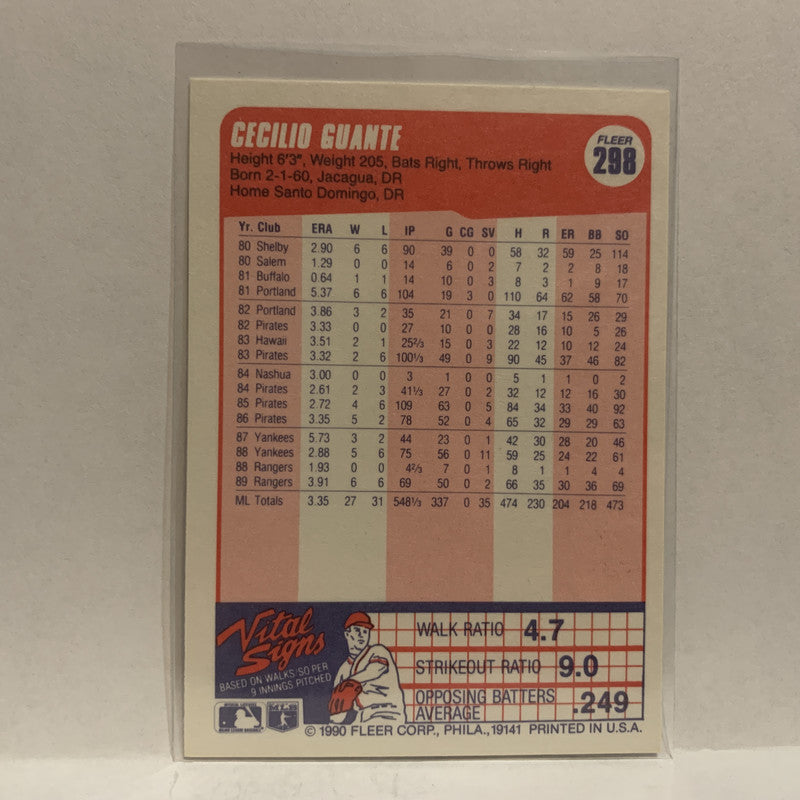 CECILIO GUANTE
FLEER
298
Height 6'3", Weight 205, Bats Right, Throws Right
Born 2-1-60, Jacagua, DR
Home Santo Domingo, DR
Yr. Club ERA W L IP G CG SV H R ER BB SO
80 Shelby 2.90 6 6 90 39 0 0 58 32 59 25 114
80 Salem 1.29 0 0 14 6 0 2 7 2 2 8 18
81 Buffalo 0.64 1 1 14 10 0 3 8 3 1 9 17
81 Portland 5.37 6 6 104 19 3 0 110 64 62 58 70
82 Portland 3.86 3 2 35 21 0 7 34 17 15 26 29
82 Pirates 3.33 0 0 27 10 0 0 28 16 10 5 26
83 Hawaii 3.51 2 1 25⅔ 15 0 3 22 12 10 12 24
83 Pirates 3.32 2 6 100⅓ 49 0 9 90 45 37 46 82
84 Nashua 3.00 0 0 3 1 0 0 5 1 1 0 2
84 Pirates 2.61 2 3 41⅓ 27 0 2 32 12 12 16 30
85 Pirates 2.72 4 6 109 63 0 5 84 34 33 40 92
86 Pirates 3.35 5 2 78 52 0 4 65 32 29 29 63
87 Yankees 5.73 3 2 44 23 0 1 42 30 28 20 46
88 Yankees 2.88 5 6 75 56 0 11 59 25 24 22 61
88 Rangers 1.93 0 0 4⅔ 7 0 1 8 1 1 4 4
89 Rangers 3.91 6 6 69 50 0 2 66 35 30 36 69
ML Totals 3.35 27 31 548⅓ 337 0 35 474 230 204 218 473
Vital
Signs
BASED ON WALKS/SO PER
9 INNINGS PITCHED
WALK RATIO 4.7
STRIKEOUT RATIO 9.0
OPPOSING BATTERS
AVERAGE .249
© 1990 FLEER CORP., PHILA., 19141 PRINTED IN U.S.A.